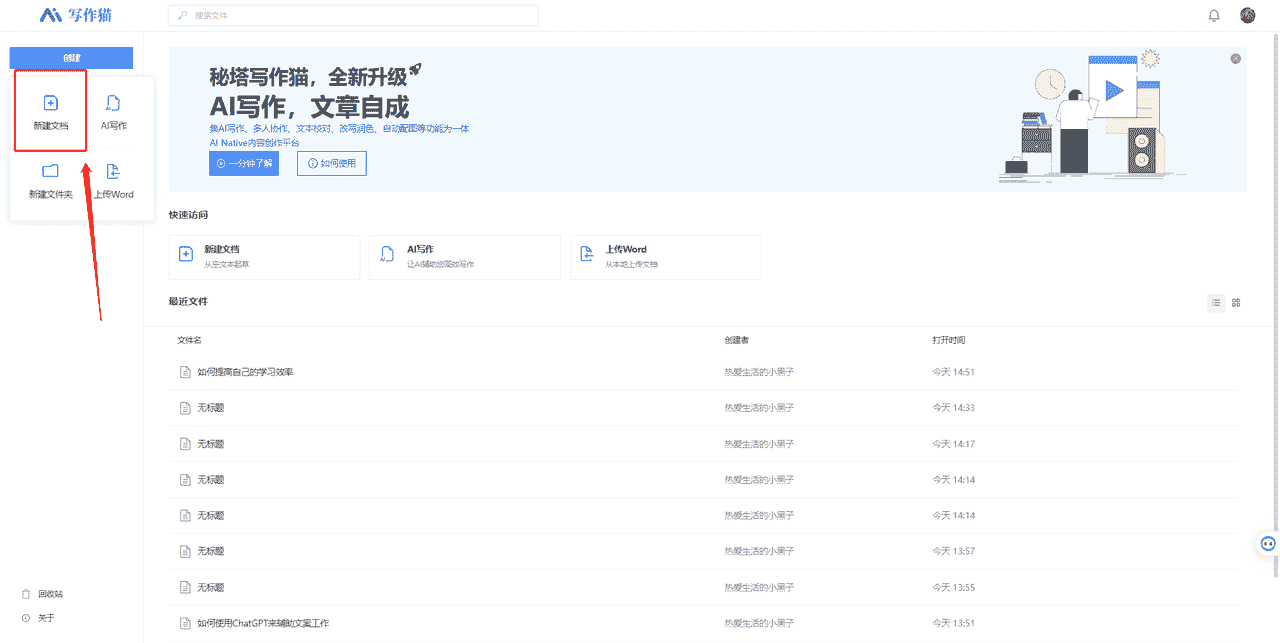 写作猫
搜索文件
创建
新建文档
AI写作
新建文件夹
上传Word
秘塔写作猫，全新升级
AI写作，文章自成
集AI写作、多人协作、文本校对、改写润色、自动配图等功能为一体
AI Native内容创作平台
一分钟了解
如何使用
快速访问
新建文档
从空文本起草
AI写作
让AI辅助您高效写作
上传Word
从本地上传文档
最近文件
文件名 创建者 打开时间
如何提高自己的学习效率 热爱生活的小黑子 今天 14:51
无标题 热爱生活的小黑子 今天 14:33
无标题 热爱生活的小黑子 今天 14:17
无标题 热爱生活的小黑子 今天 14:14
无标题 热爱生活的小黑子 今天 14:14
无标题 热爱生活的小黑子 今天 13:57
无标题 热爱生活的小黑子 今天 13:55
如何使用ChatGPT来辅助文案工作 热爱生活的小黑子 今天 13:51
回收站
关于